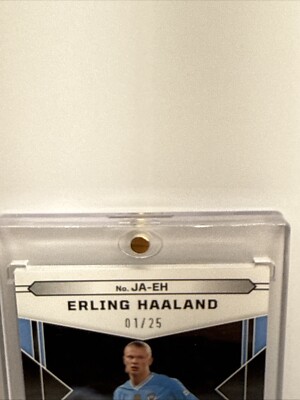 No. JA-EH
ERLING HAALAND
01/25